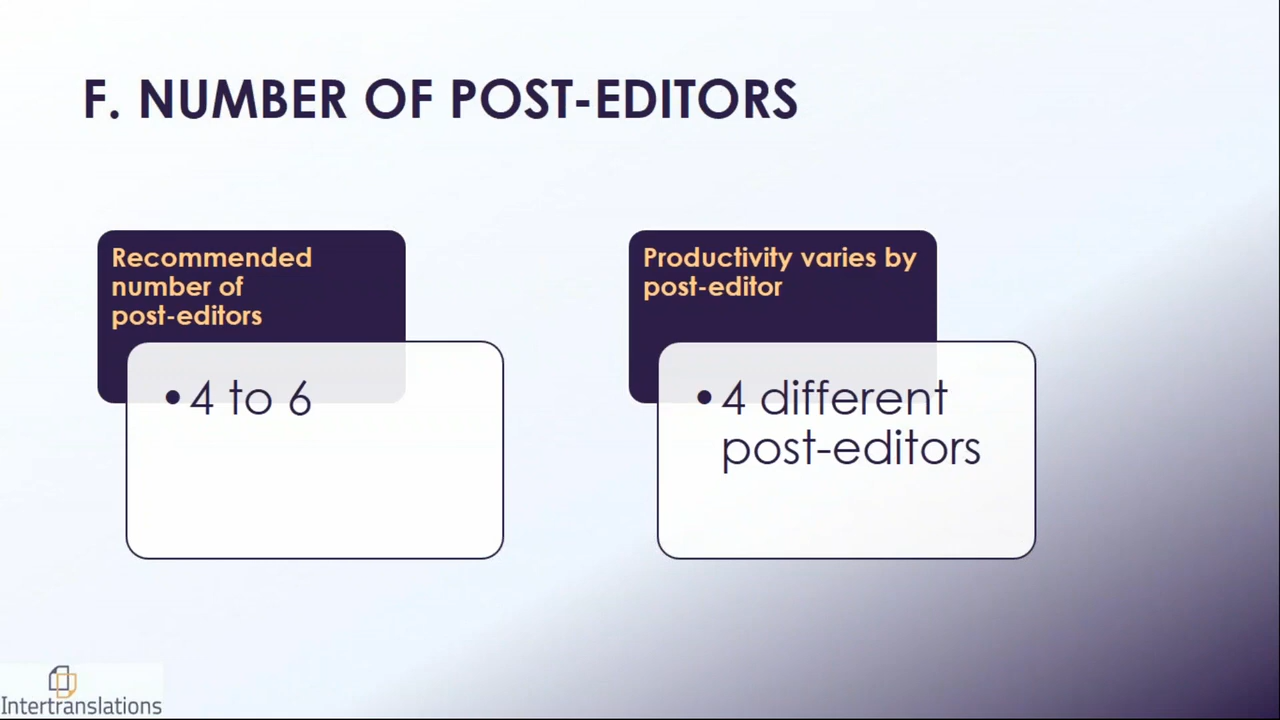 F. NUMBER OF POST-EDITORS
Recommended
number of
post-editors
• 4 to 6
Productivity varies by
post-editor
• 4 different
post-editors
Intertranslations